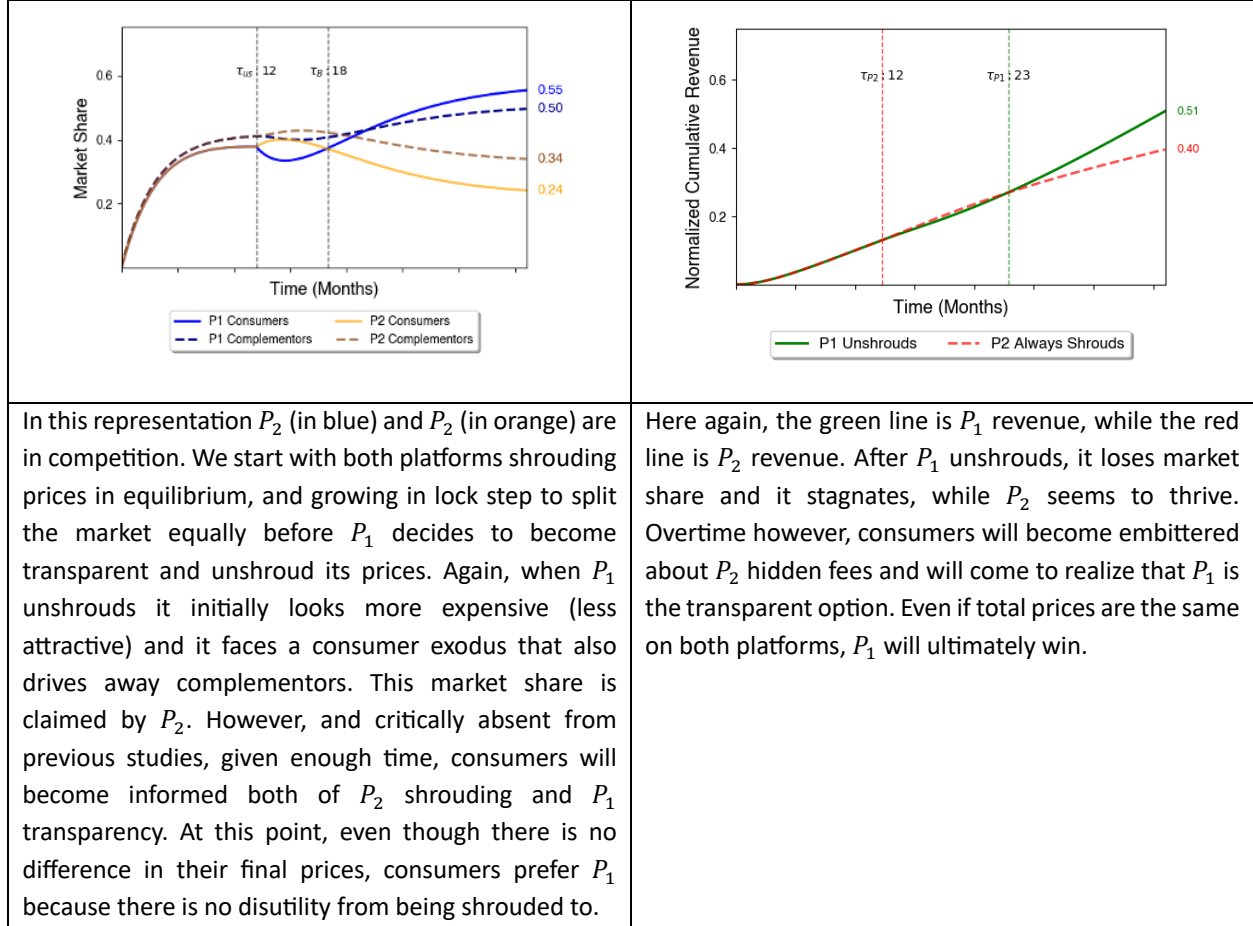 τus: 12
τB: 18
0.6
0.4
0.2
0.55
0.50
0.34
0.24
Market Share
Time (Months)
P1 Consumers
P2 Consumers
P1 Complementors
P2 Complementors
τP2: 12
τP1: 23
0.6
0.4
0.2
0.51
0.40
Normalized Cumulative Revenue
Time (Months)
P1 Unshrouds
P2 Always Shrouds
In this representation P2 (in blue) and P2 (in orange) are
in competition. We start with both platforms shrouding
prices in equilibrium, and growing in lock step to split
the market equally before P1 decides to become
transparent and unshroud its prices. Again, when P1
unshrouds it initially looks more expensive (less
attractive) and it faces a consumer exodus that also
drives away complementors. This market share is
claimed by P2. However, and critically absent from
previous studies, given enough time, consumers will
become informed both of P2 shrouding and P1
transparency. At this point, even though there is no
difference in their final prices, consumers prefer P1
because there is no disutility from being shrouded to.
Here again, the green line is P1 revenue, while the red
line is P2 revenue. After P1 unshrouds, it loses market
share and it stagnates, while P2 seems to thrive.
Overtime however, consumers will become embittered
about P2 hidden fees and will come to realize that P1 is
the transparent option. Even if total prices are the same
on both platforms, P1 will ultimately win.